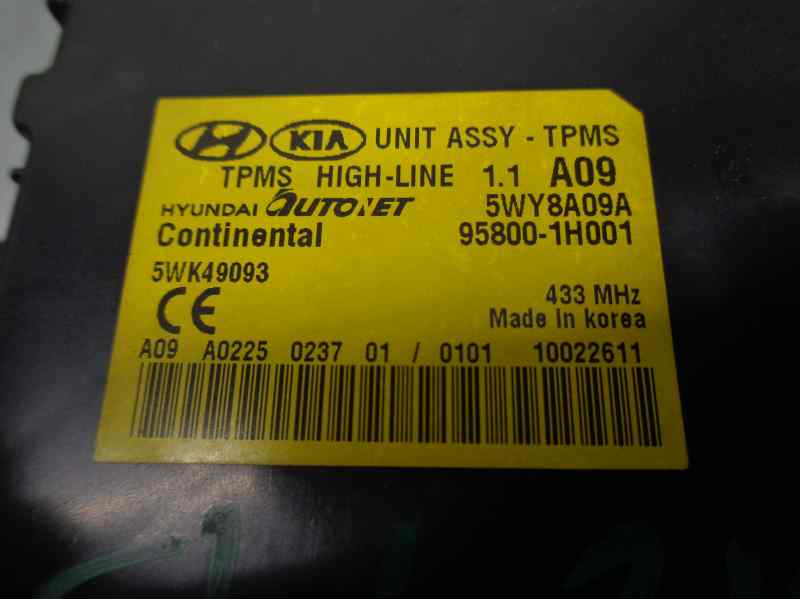 H KIA UNIT ASSY - TPMS
TPMS HIGH-LINE 1.1 A09
HYUNDAI AUTONET 5WY8A09A
Continental 95800-1H001
5WK49093
433 MHz
CE Made in korea
A09 A0225 0237 01 / 0101 10022611